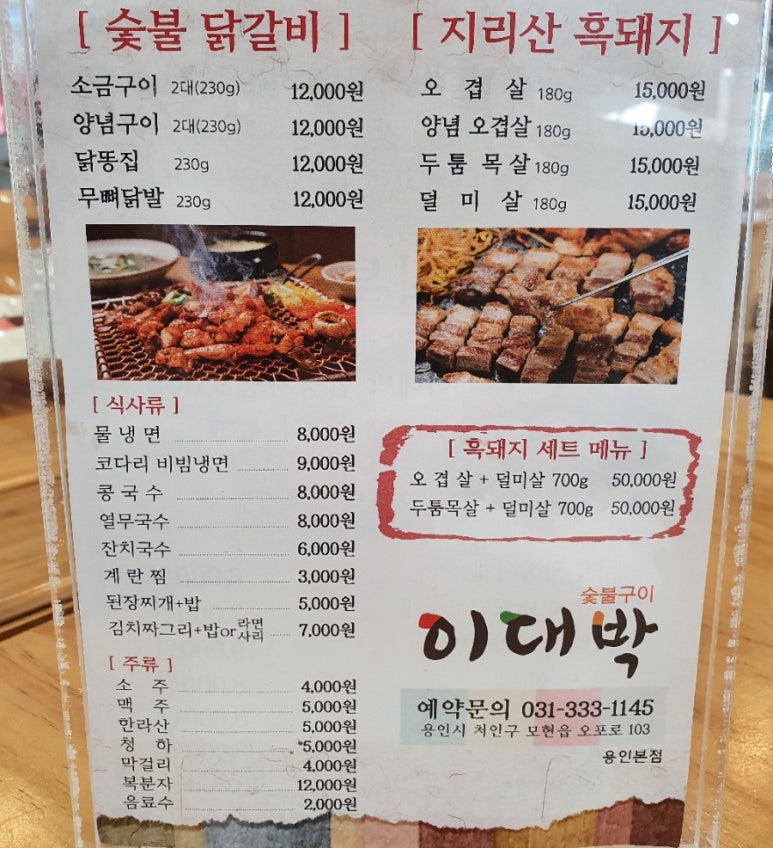 [ 숯불 닭갈비 ]
소금구이 2대(230g) 12,000원
양념구이 2대(230g) 12,000원
닭똥집 230g 12,000원
무뼈닭발 230g 12,000원
[ 지리산 흑돼지 ]
오 겹 살 180g 15,000원
양념 오겹살 180g 15,000원
두툼 목살 180g 15,000원
덜 미 살 180g 15,000원
[ 식사류 ]
물 냉 면 8,000원
코다리 비빔냉면 9,000원
콩 국 수 8,000원
열무국수 8,000원
잔치국수 6,000원
계 란 찜 3,000원
된장찌개+밥 5,000원
김치짜그리+밥or라면사리 7,000원
[ 주류 ]
소 주 4,000원
맥 주 5,000원
한라산 5,000원
청 하 5,000원
막걸리 4,000원
복분자 12,000원
음료수 2,000원
[ 흑돼지 세트 메뉴 ]
오 겹 살 + 덜미살 700g 50,000원
두툼목살 + 덜미살 700g 50,000원
숯불구이
이대박
예약문의 031-333-1145
용인시 처인구 모현읍 오포로 103
용인본점